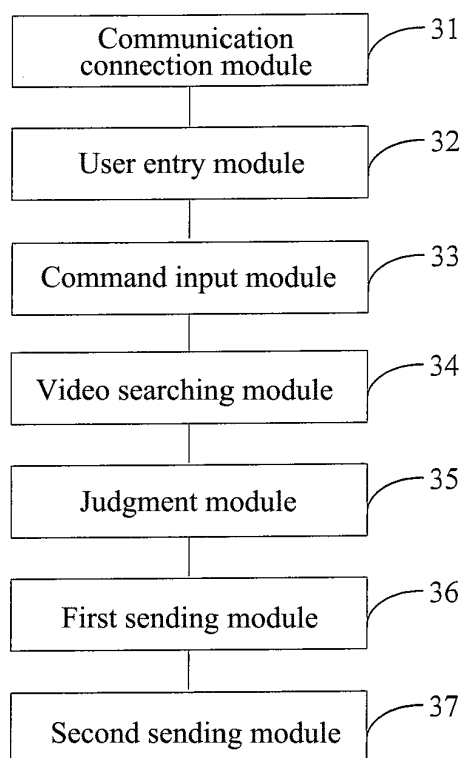 Communication
connection module
31
User entry module
32
Command input module
33
Video searching module
34
Judgment module
35
First sending module
36
Second sending module
37